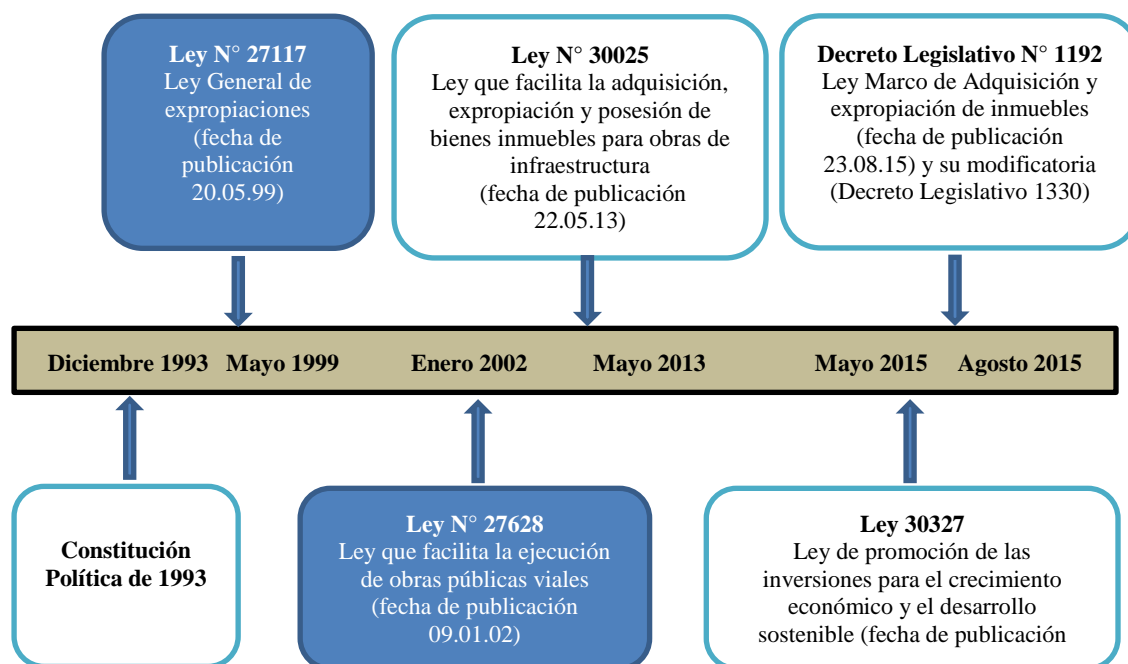 Ley N° 27117
Ley General de
expropiaciones
(fecha de
publicación
20.05.99)
Ley N° 30025
Ley que facilita la adquisición,
expropiación y posesión de
bienes inmuebles para obras de
infraestructura
(fecha de publicación
22.05.13)
Decreto Legislativo N° 1192
Ley Marco de Adquisición y
expropiación de inmuebles
(fecha de publicación
23.08.15) y su modificatoria
(Decreto Legislativo 1330)
Diciembre 1993 Mayo 1999 Enero 2002 Mayo 2013 Mayo 2015 Agosto 2015
Constitución
Política de 1993
Ley N° 27628
Ley que facilita la ejecución
de obras públicas viales
(fecha de publicación
09.01.02)
Ley 30327
Ley de promoción de las
inversiones para el crecimiento
económico y el desarrollo
sostenible (fecha de publicación